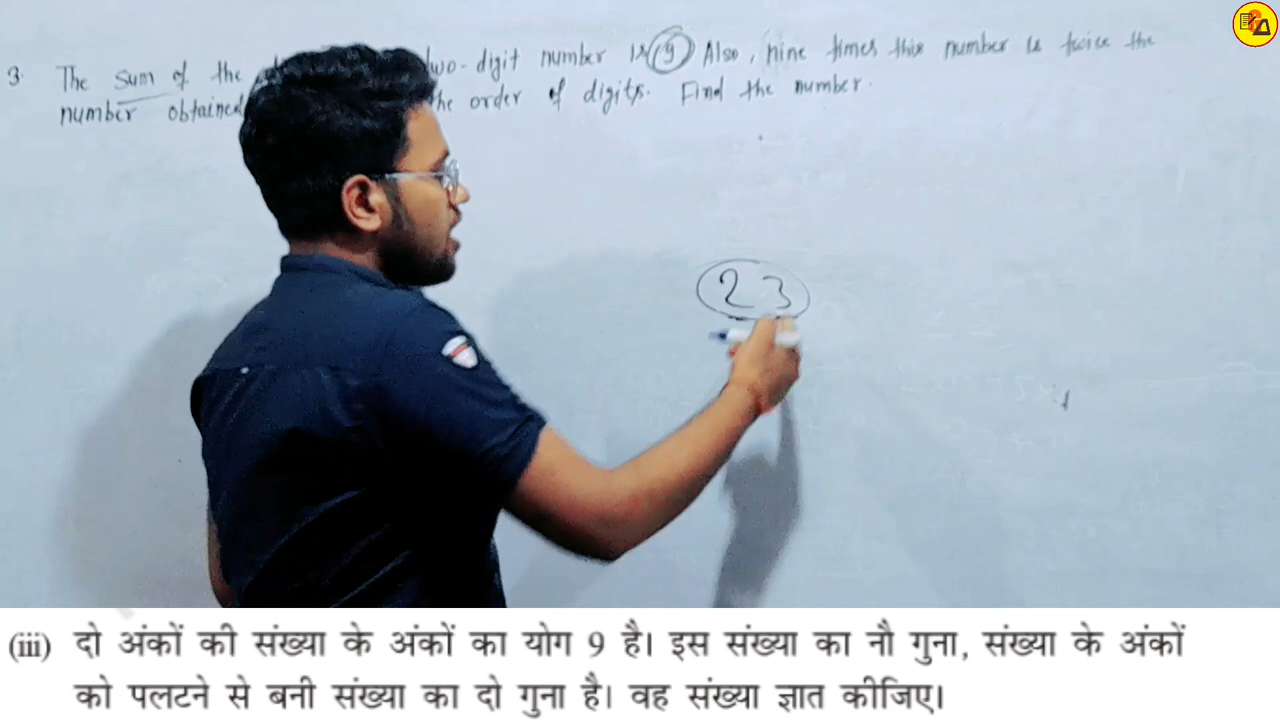 3. The sum of the two-digit number is 9 Also, nine times this number is twice the
number obtained the order of digits. Find the number.
23
(iii) दो अंकों की संख्या के अंकों का योग 9 है। इस संख्या का नौ गुना, संख्या के अंकों
को पलटने से बनी संख्या का दो गुना है। वह संख्या ज्ञात कीजिए।